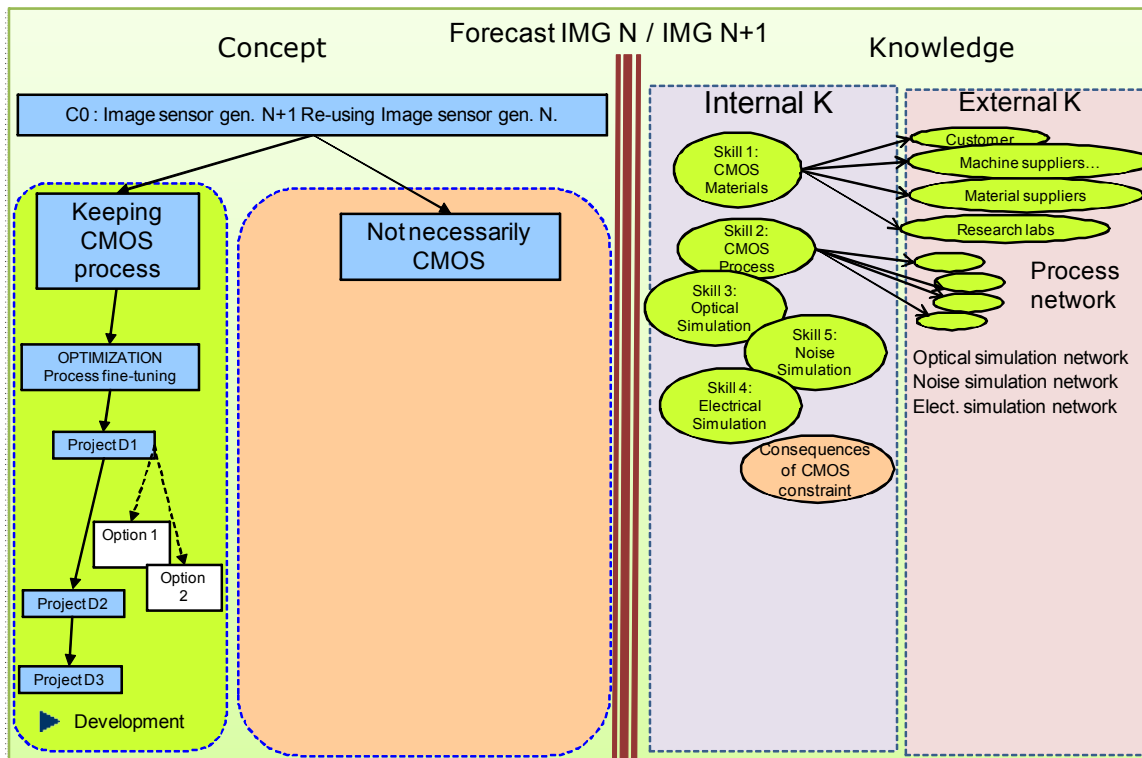 Forecast IMG N / IMG N+1
Concept
Knowledge
C0 : Image sensor gen. N+1 Re-using Image sensor gen. N.
Keeping
CMOS
process
Not necessarily
CMOS
OPTIMIZATION
Process fine-tuning
Project D1
Option 1
Option
2
Project D2
Project D3
Development
Internal K
Skill 1:
CMOS
Materials
Skill 2:
CMOS
Process
Skill 3:
Optical
Simulation
Skill 5:
Noise
Simulation
Skill 4:
Electrical
Simulation
Consequences
of CMOS
constraint
External K
Customer
Machine suppliers…
Material suppliers
Research labs
Process
network
Optical simulation network
Noise simulation network
Elect. simulation network